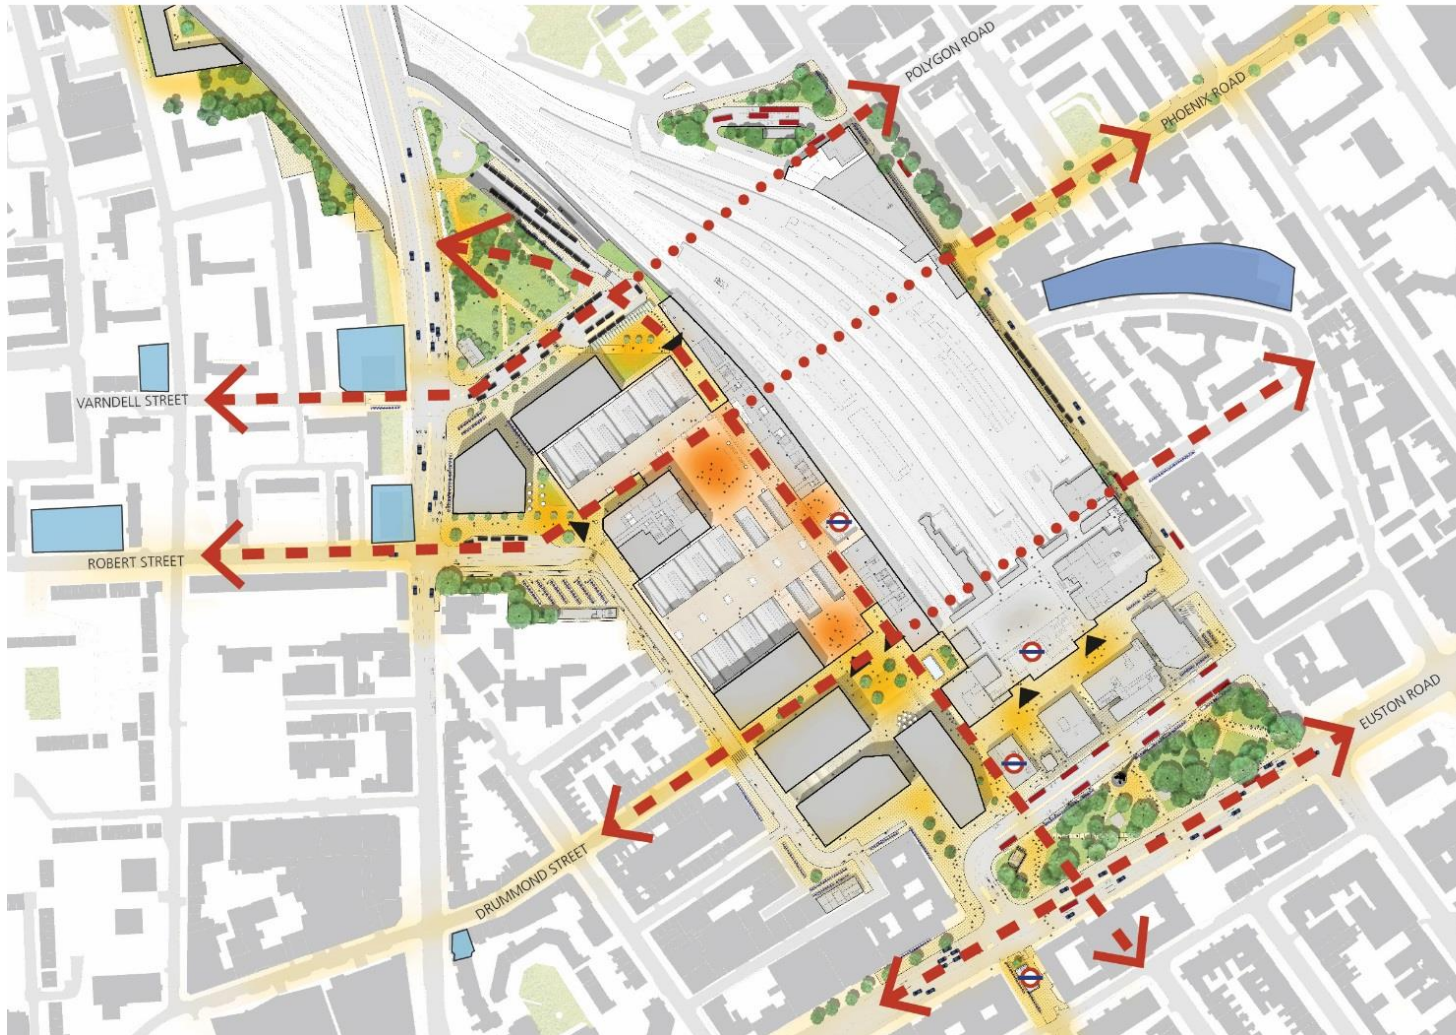 POLYGON ROAD
PHOENIX ROAD
VARNDELL STREET
ROBERT STREET
EUSTON ROAD
DRUMMOND STREET